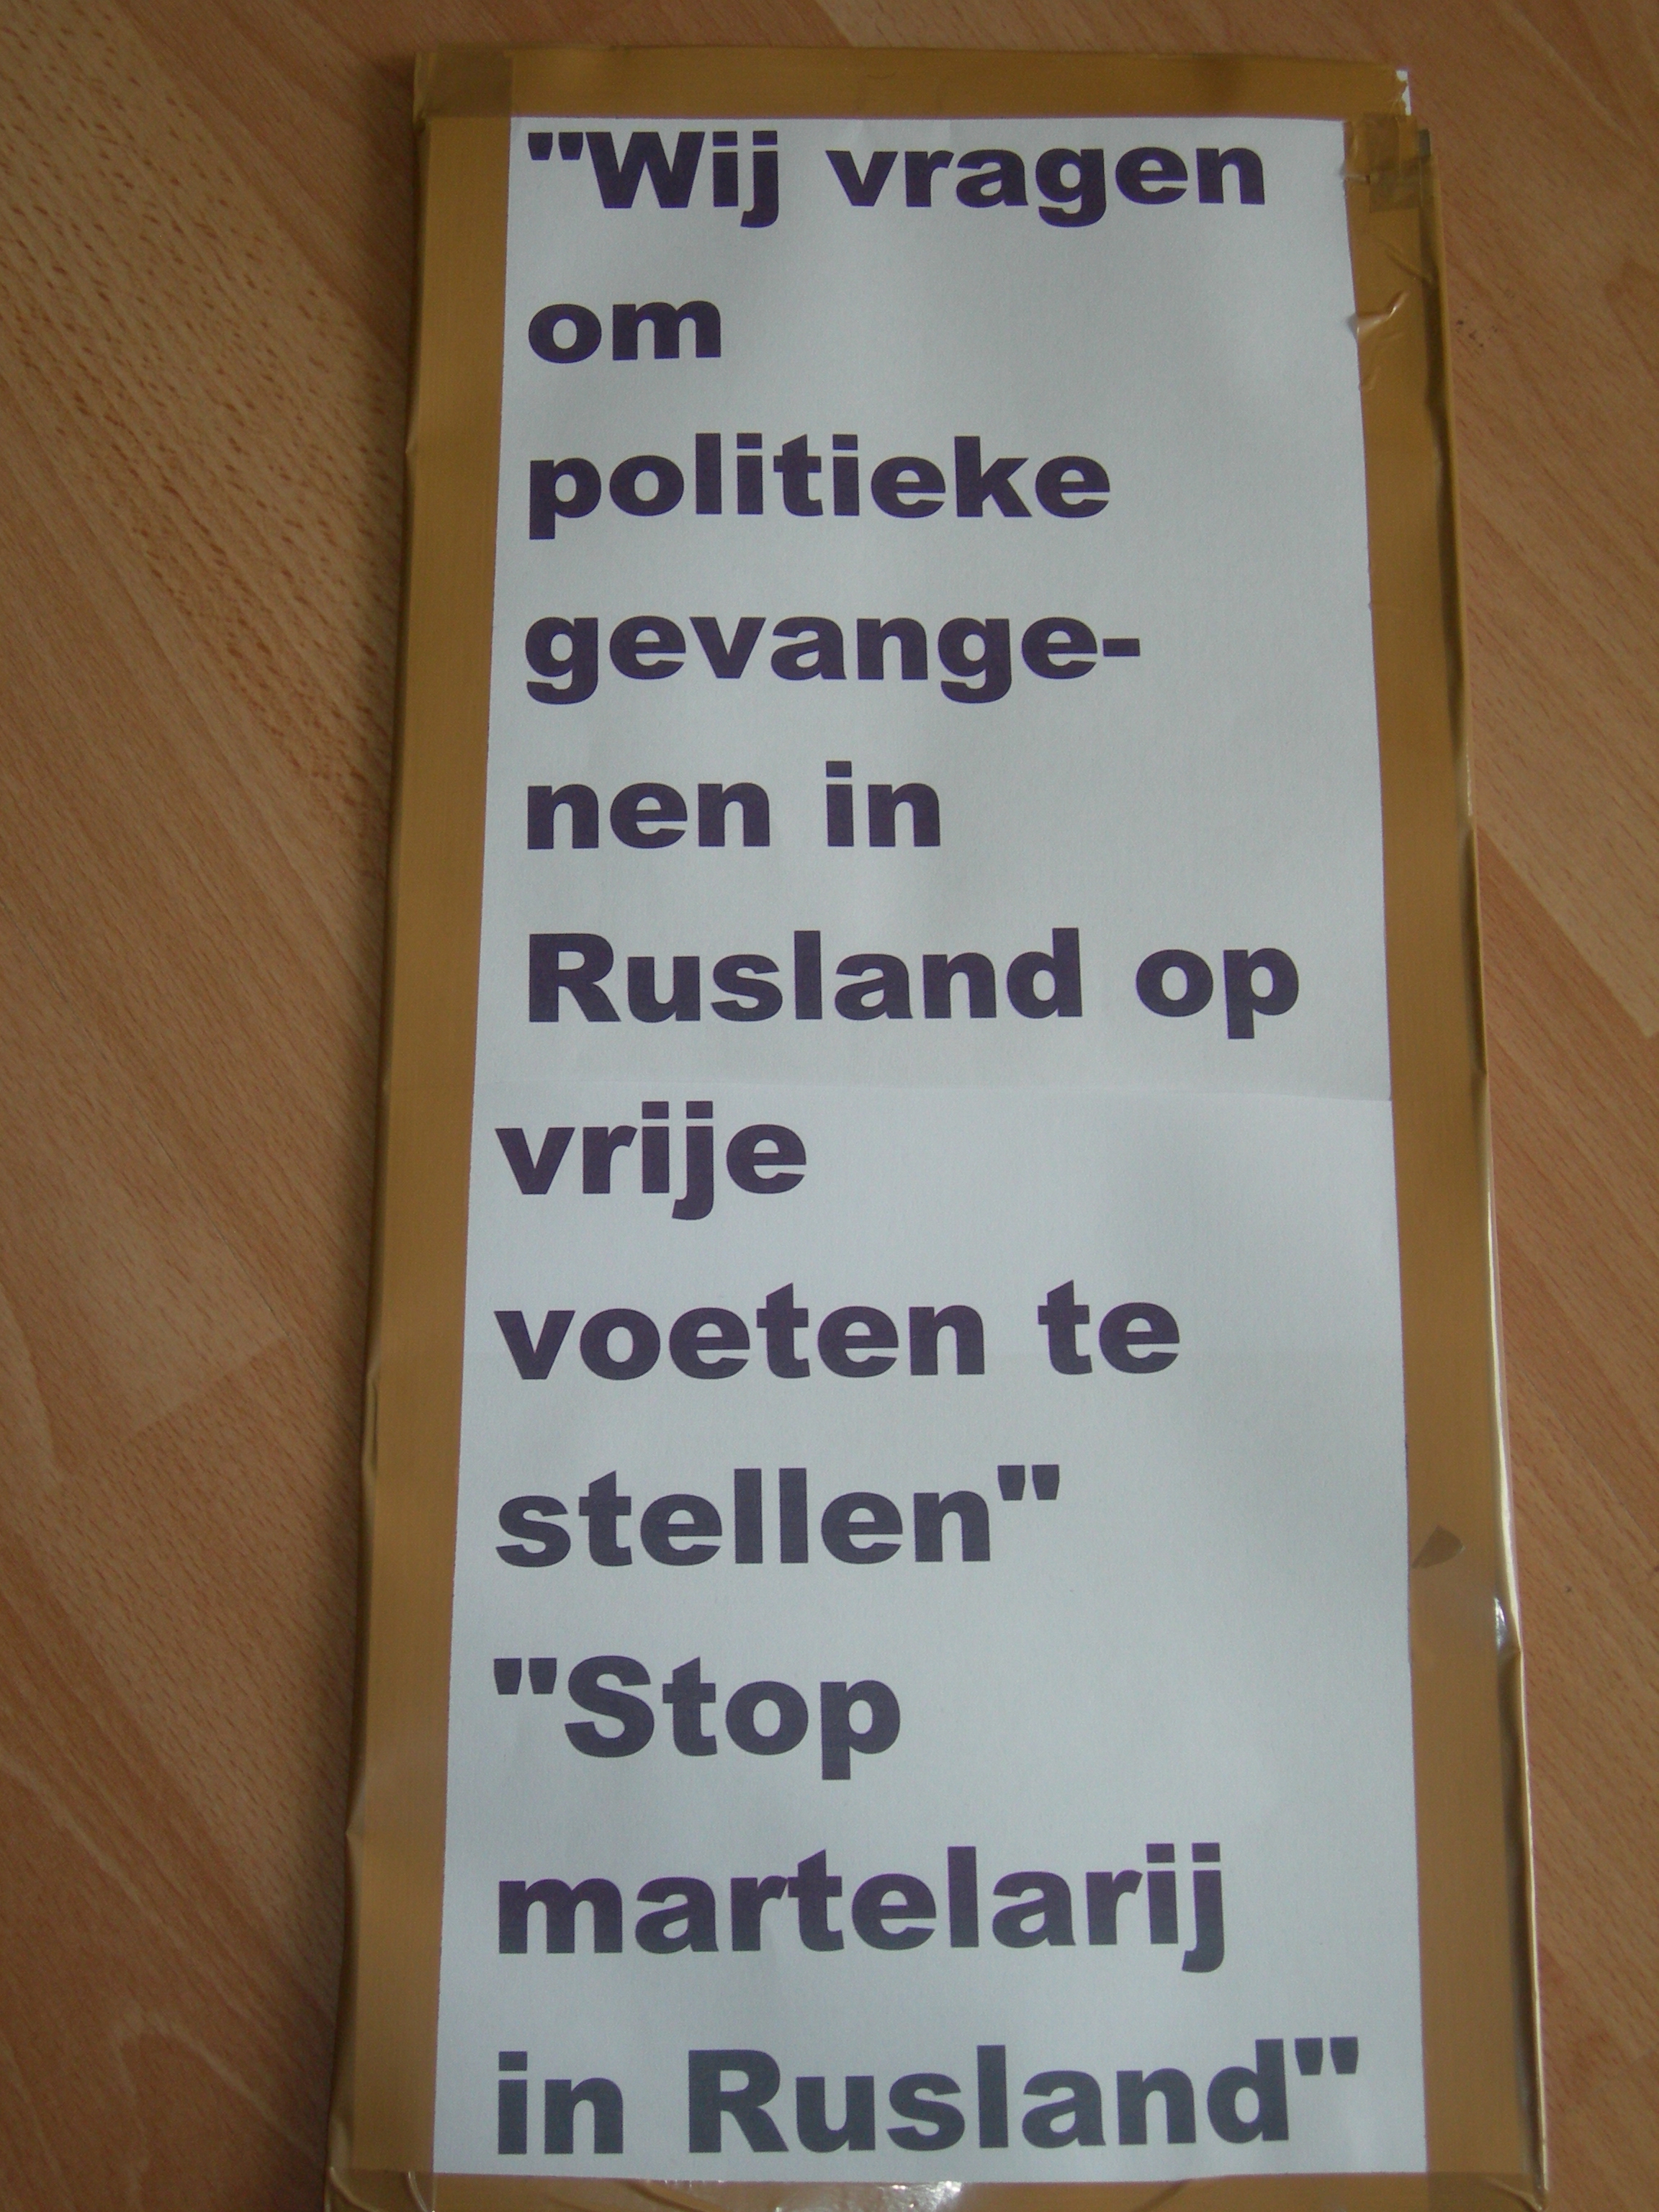 "Wij vragen
om
politieke
gevange-
nen in
Rusland op
vrije
voeten te
stellen"
"Stop
martelarij
in Rusland"